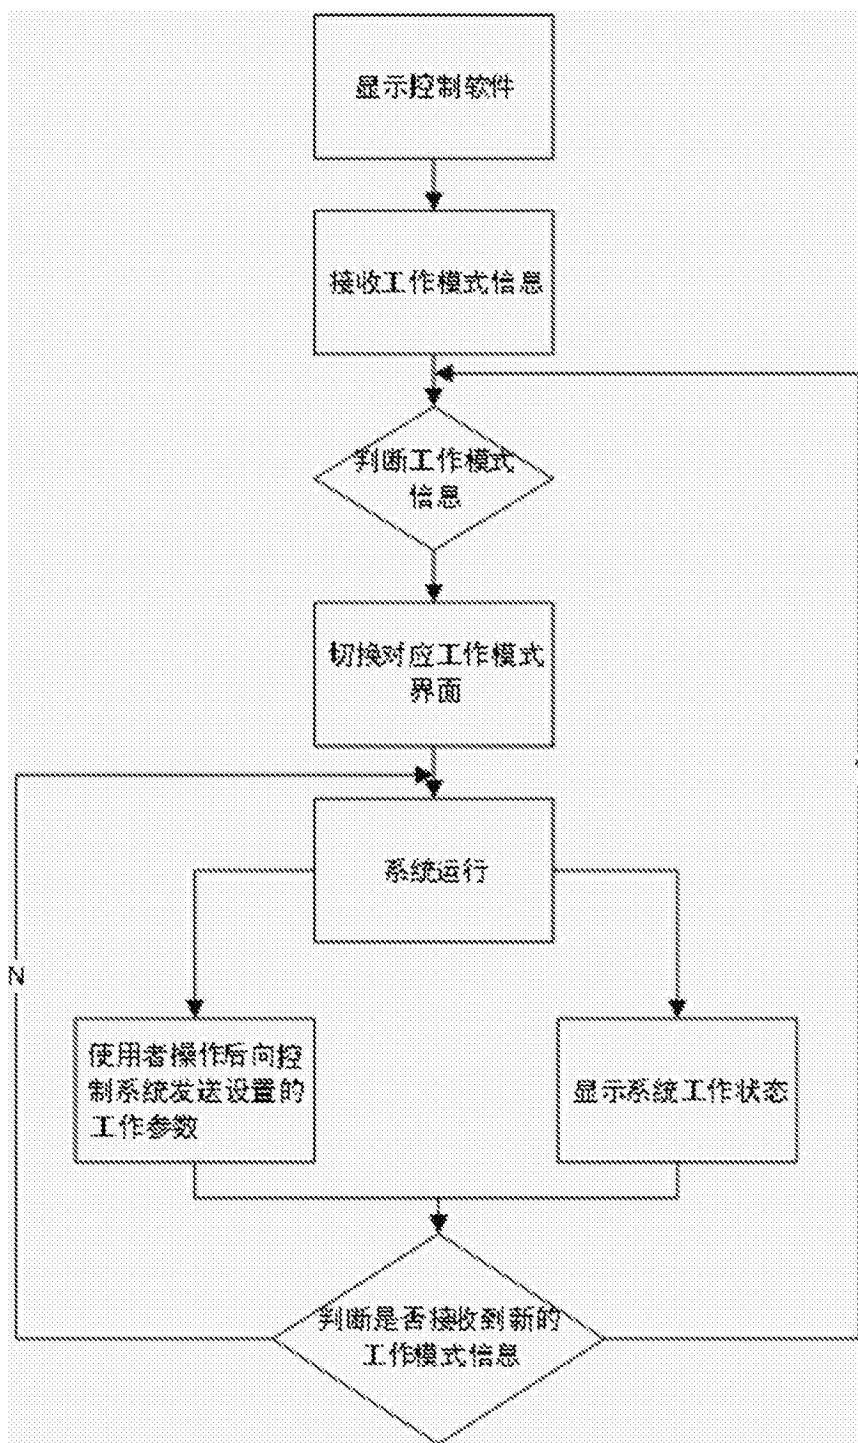 显示控制软件
接收工作模式信息
判断工作模式
信息
切换对应工作模式
界面
系统运行
N
使用者操作后向控
制系统发送设置的
工作参数
显示系统工作状态
判断是否接收到新的
工作模式信息